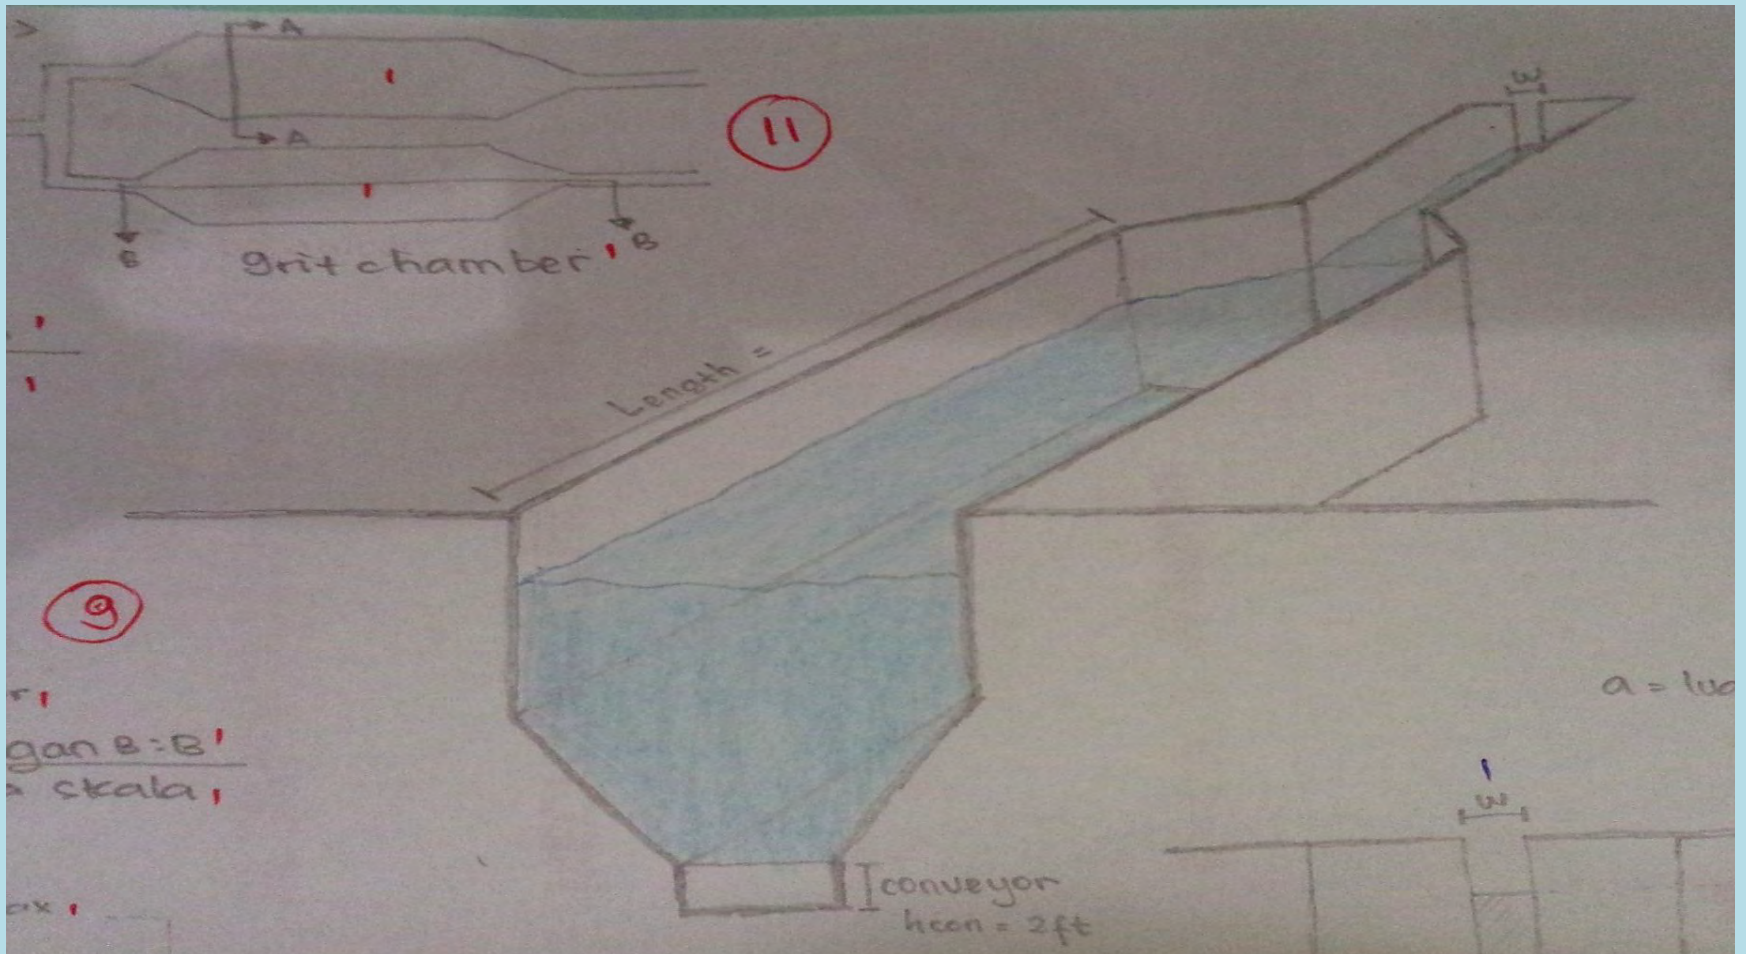 A
A
B
B
grit chamber
11
Length =
w
9
gan B-B
skala
conveyor
hcon = 2ft
a = lua
w